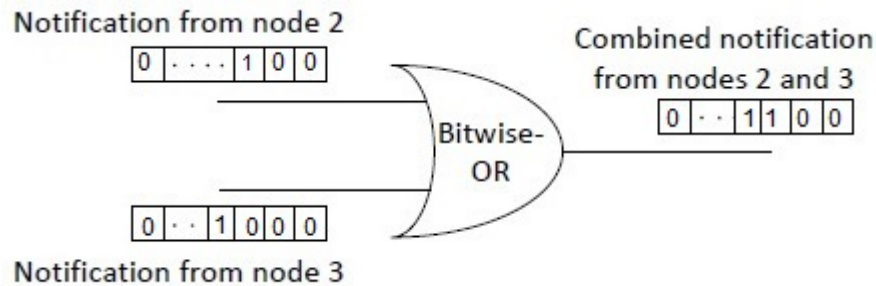 Notification from node 2
0 . . . . 1 0 0
Combined notification
from nodes 2 and 3
0 . . 1 1 0 0
Bitwise-
OR
0 . . 1 0 0 0
Notification from node 3